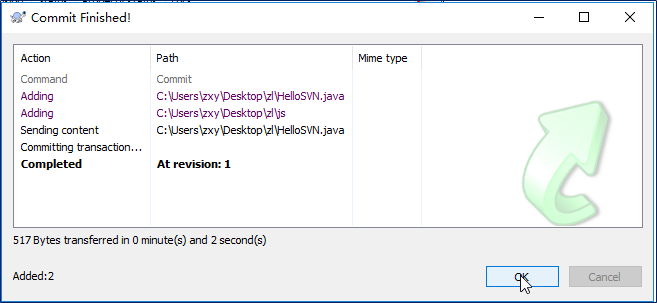 Commit Finished!
Action Path Mime type
Command Commit
Adding C:\Users\zxy\Desktop\zl\HelloSVN.java
Adding C:\Users\zxy\Desktop\zl\js
Sending content C:\Users\zxy\Desktop\zl\HelloSVN.java
Committing transaction...
Completed At revision: 1
517 Bytes transferred in 0 minute(s) and 2 second(s)
Added:2
OK Cancel